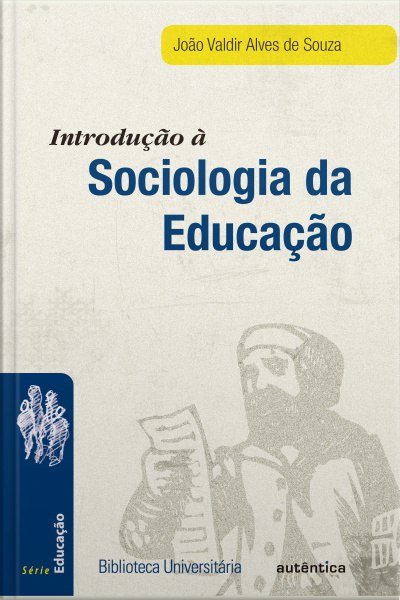 João Valdir Alves de Souza
Introdução à
Sociologia da
Educação
Série
Educação
Biblioteca Universitária
autêntica